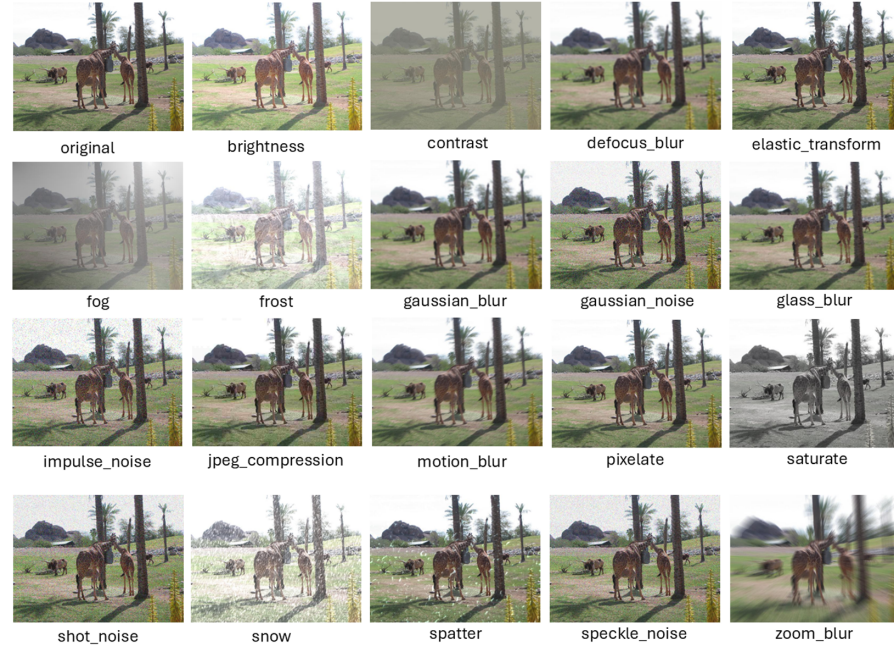 original
brightness
contrast
defocus_blur
elastic_transform
fog
frost
gaussian_blur
gaussian_noise
glass_blur
impulse_noise
jpeg_compression
motion_blur
pixelate
saturate
shot_noise
snow
spatter
speckle_noise
zoom_blur